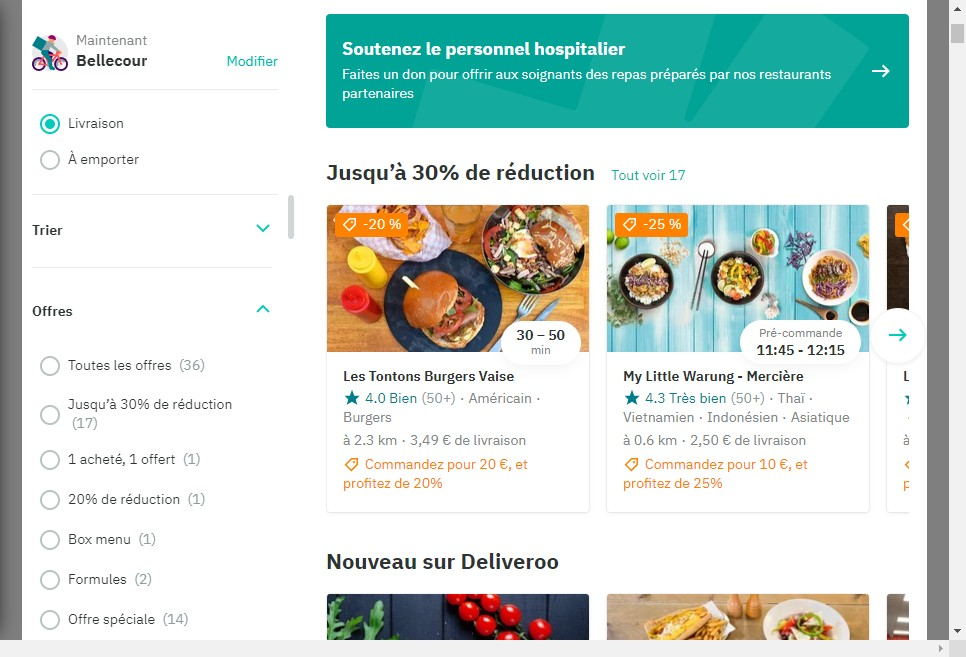 Maintenant
Bellecour
Modifier
Livraison
À emporter
Trier
Offres
Toutes les offres (36)
Jusqu'à 30% de réduction
(17)
1 acheté, 1 offert (1)
20% de réduction (1)
Box menu (1)
Formules (2)
Offre spéciale (14)
Soutenez le personnel hospitalier
Faites un don pour offrir aux soignants des repas préparés par nos restaurants
partenaires
Jusqu'à 30% de réduction Tout voir 17
-20 %
30 – 50
min
Les Tontons Burgers Vaise
4.0 Bien (50+) · Américain ·
Burgers
à 2.3 km · 3,49 € de livraison
Commandez pour 20 €, et
profitez de 20%
-25 %
Pré-commande
11:45 - 12:15
My Little Warung - Mercière
4.3 Très bien (50+) · Thaï ·
Vietnamien · Indonésien · Asiatique
à 0.6 km · 2,50 € de livraison
Commandez pour 10 €, et
profitez de 25%
Nouveau sur Deliveroo